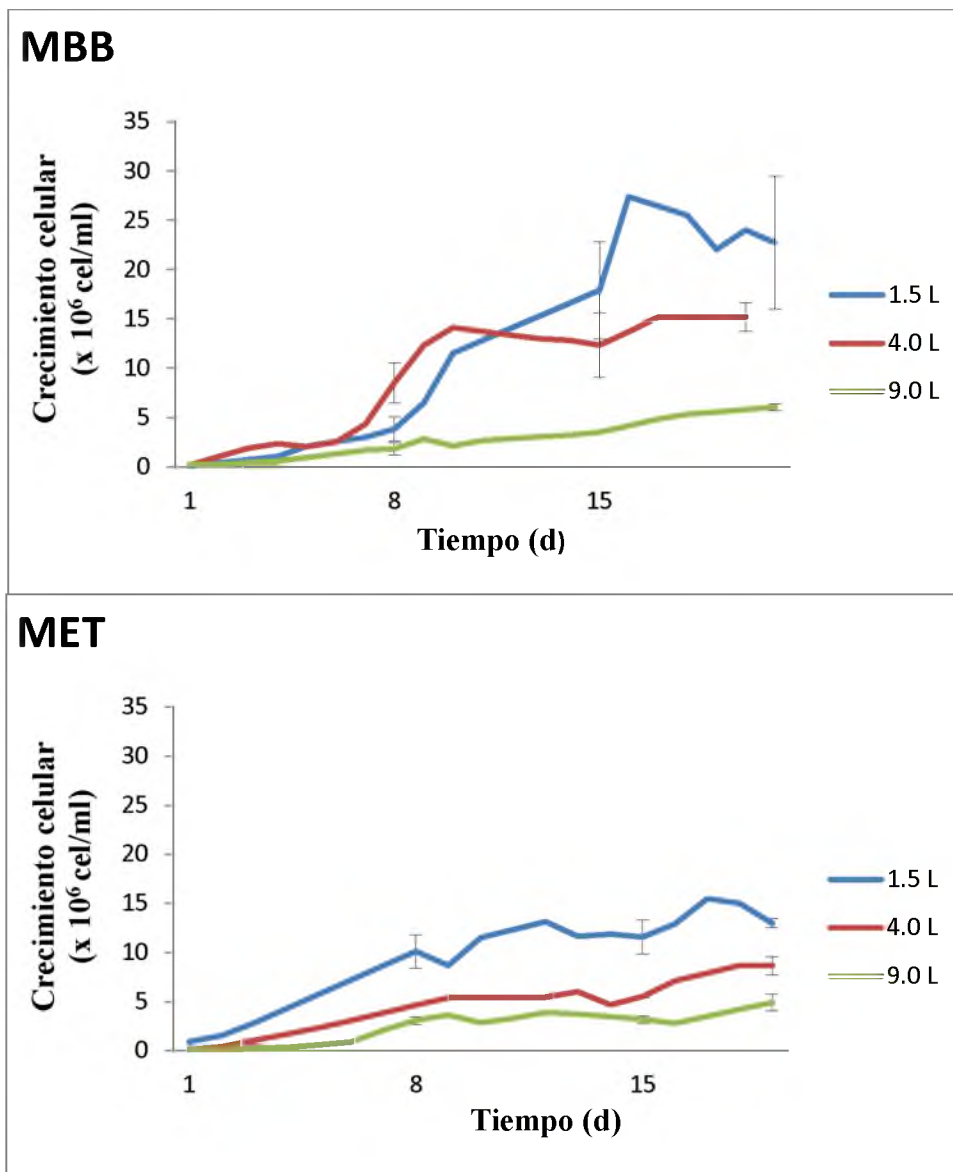 MBB
Crecimiento celular
(x 10⁶ cel/ml)
35
30
25
20
15
10
5
0
1 8 15
Tiempo (d)
1.5 L
4.0 L
9.0 L
MET
Crecimiento celular
(x 10⁶ cel/ml)
35
30
25
20
15
10
5
0
1 8 15
Tiempo (d)
1.5 L
4.0 L
9.0 L